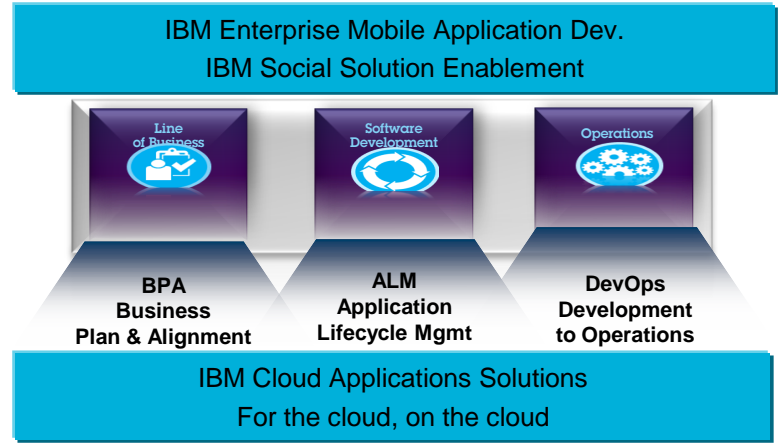 IBM Enterprise Mobile Application Dev.
IBM Social Solution Enablement
Line
of Business
Software
Development
Operations
BPA
Business
Plan & Alignment
ALM
Application
Lifecycle Mgmt
DevOps
Development
to Operations
IBM Cloud Applications Solutions
For the cloud, on the cloud